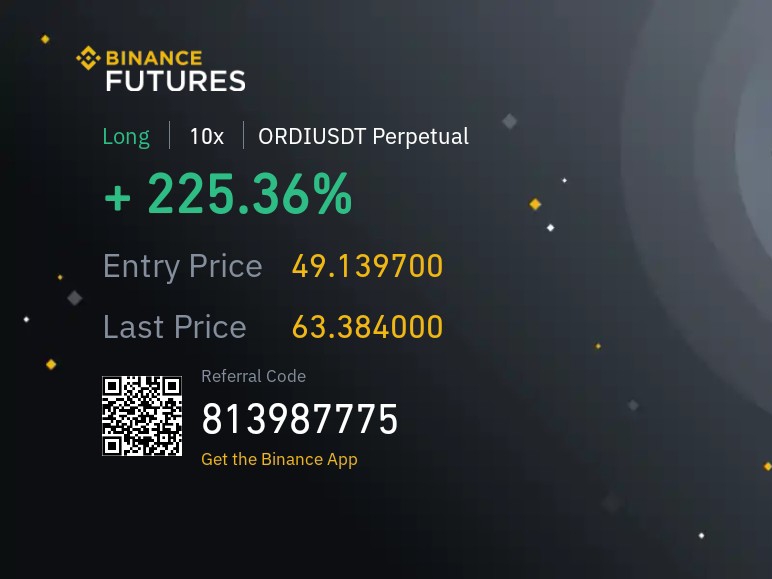 BINANCE
FUTURES
Long | 10x | ORDIUSDT Perpetual
+ 225.36%
Entry Price 49.139700
Last Price 63.384000
Referral Code
813987775
Get the Binance App